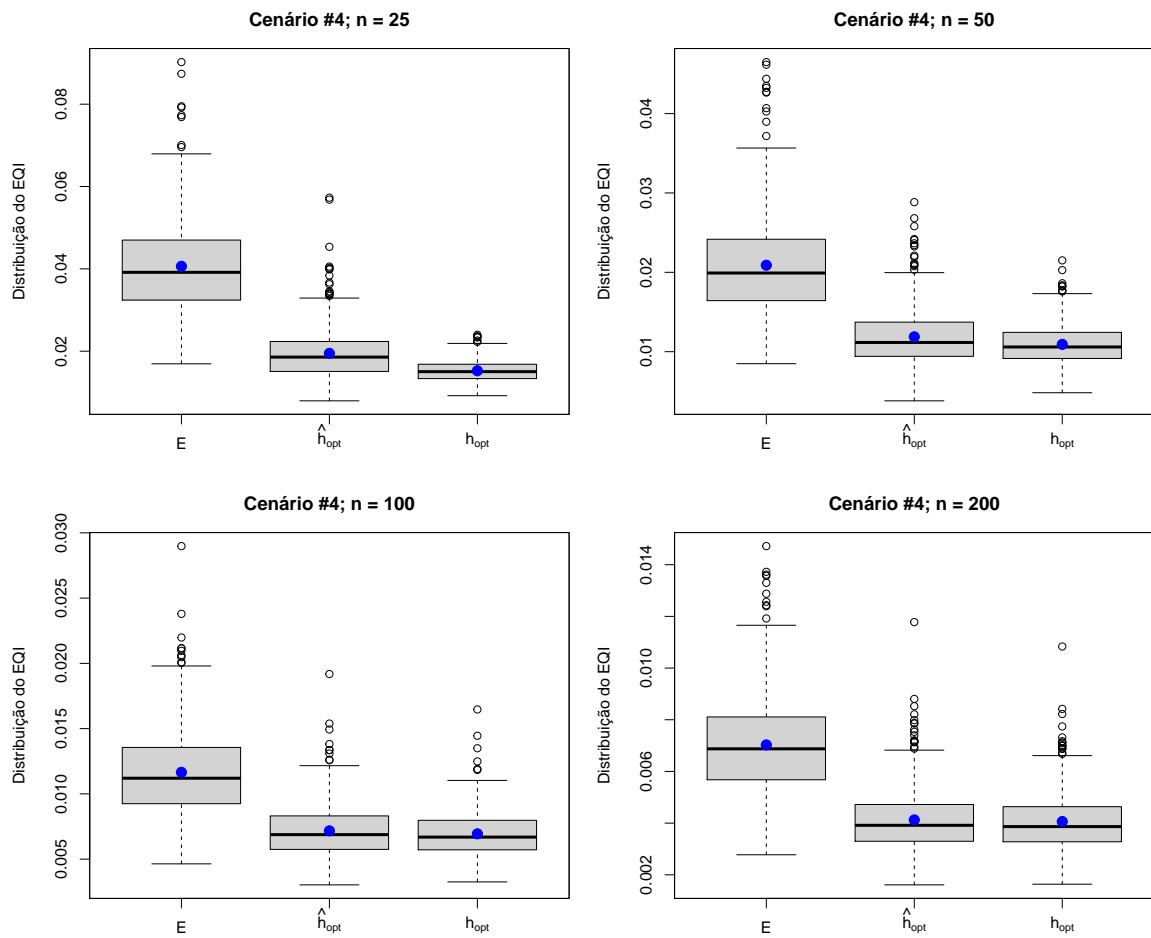 Cenário #4; n = 25
Distribuição do EQI
0.08
0.06
0.04
0.02
E
ĥopt
hopt
Cenário #4; n = 50
Distribuição do EQI
0.04
0.03
0.02
0.01
E
ĥopt
hopt
Cenário #4; n = 100
Distribuição do EQI
0.030
0.025
0.020
0.015
0.010
0.005
E
ĥopt
hopt
Cenário #4; n = 200
Distribuição do EQI
0.014
0.010
0.006
0.002
E
ĥopt
hopt